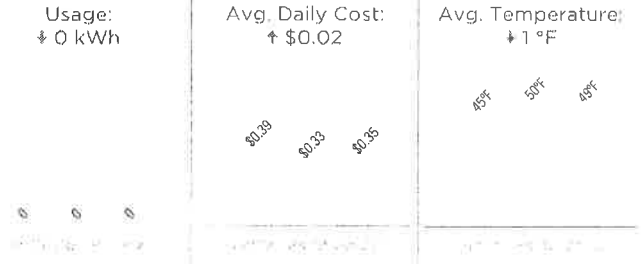 Usage:
↓ 0 kWh
0 0 0
Avg. Daily Cost:
↑ $0.02
$0.39 $0.33 $0.35
Avg. Temperature:
↓ 1 °F
45°F 50°F 49°F